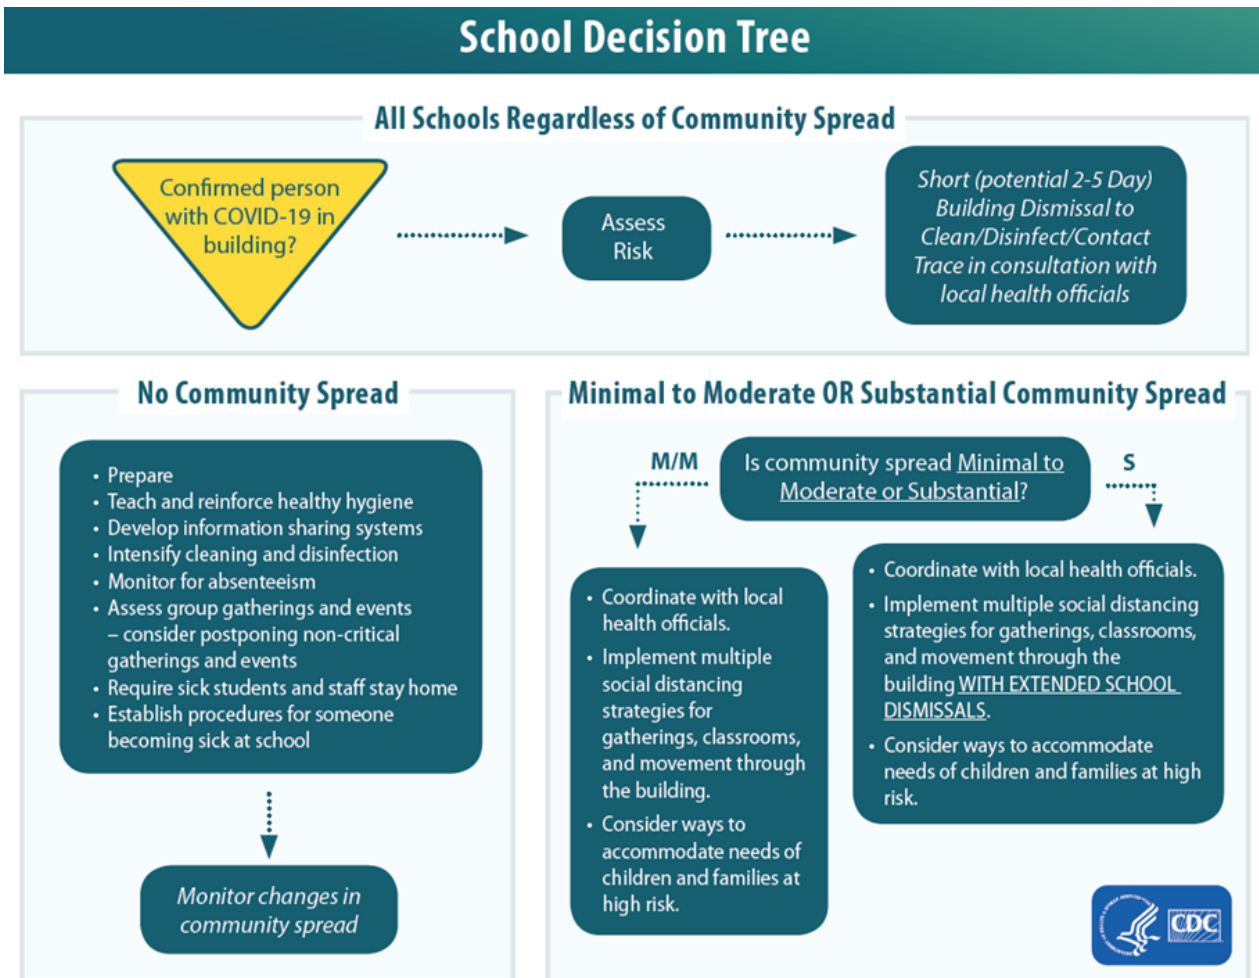 School Decision Tree
All Schools Regardless of Community Spread
Confirmed person
with COVID-19 in
building?
Assess
Risk
Short (potential 2-5 Day)
Building Dismissal to
Clean/Disinfect/Contact
Trace in consultation with
local health officials
No Community Spread
• Prepare
• Teach and reinforce healthy hygiene
• Develop information sharing systems
• Intensify cleaning and disinfection
• Monitor for absenteeism
• Assess group gatherings and events
– consider postponing non-critical
gatherings and events
• Require sick students and staff stay home
• Establish procedures for someone
becoming sick at school
Monitor changes in
community spread
Minimal to Moderate OR Substantial Community Spread
Is community spread Minimal to
Moderate or Substantial?
M/M
S
• Coordinate with local
health officials.
• Implement multiple
social distancing
strategies for
gatherings, classrooms,
and movement through
the building.
• Consider ways to
accommodate needs of
children and families at
high risk.
• Coordinate with local health officials.
• Implement multiple social distancing
strategies for gatherings, classrooms,
and movement through the
building WITH EXTENDED SCHOOL
DISMISSALS.
• Consider ways to accommodate
needs of children and families at high
risk.
CDC